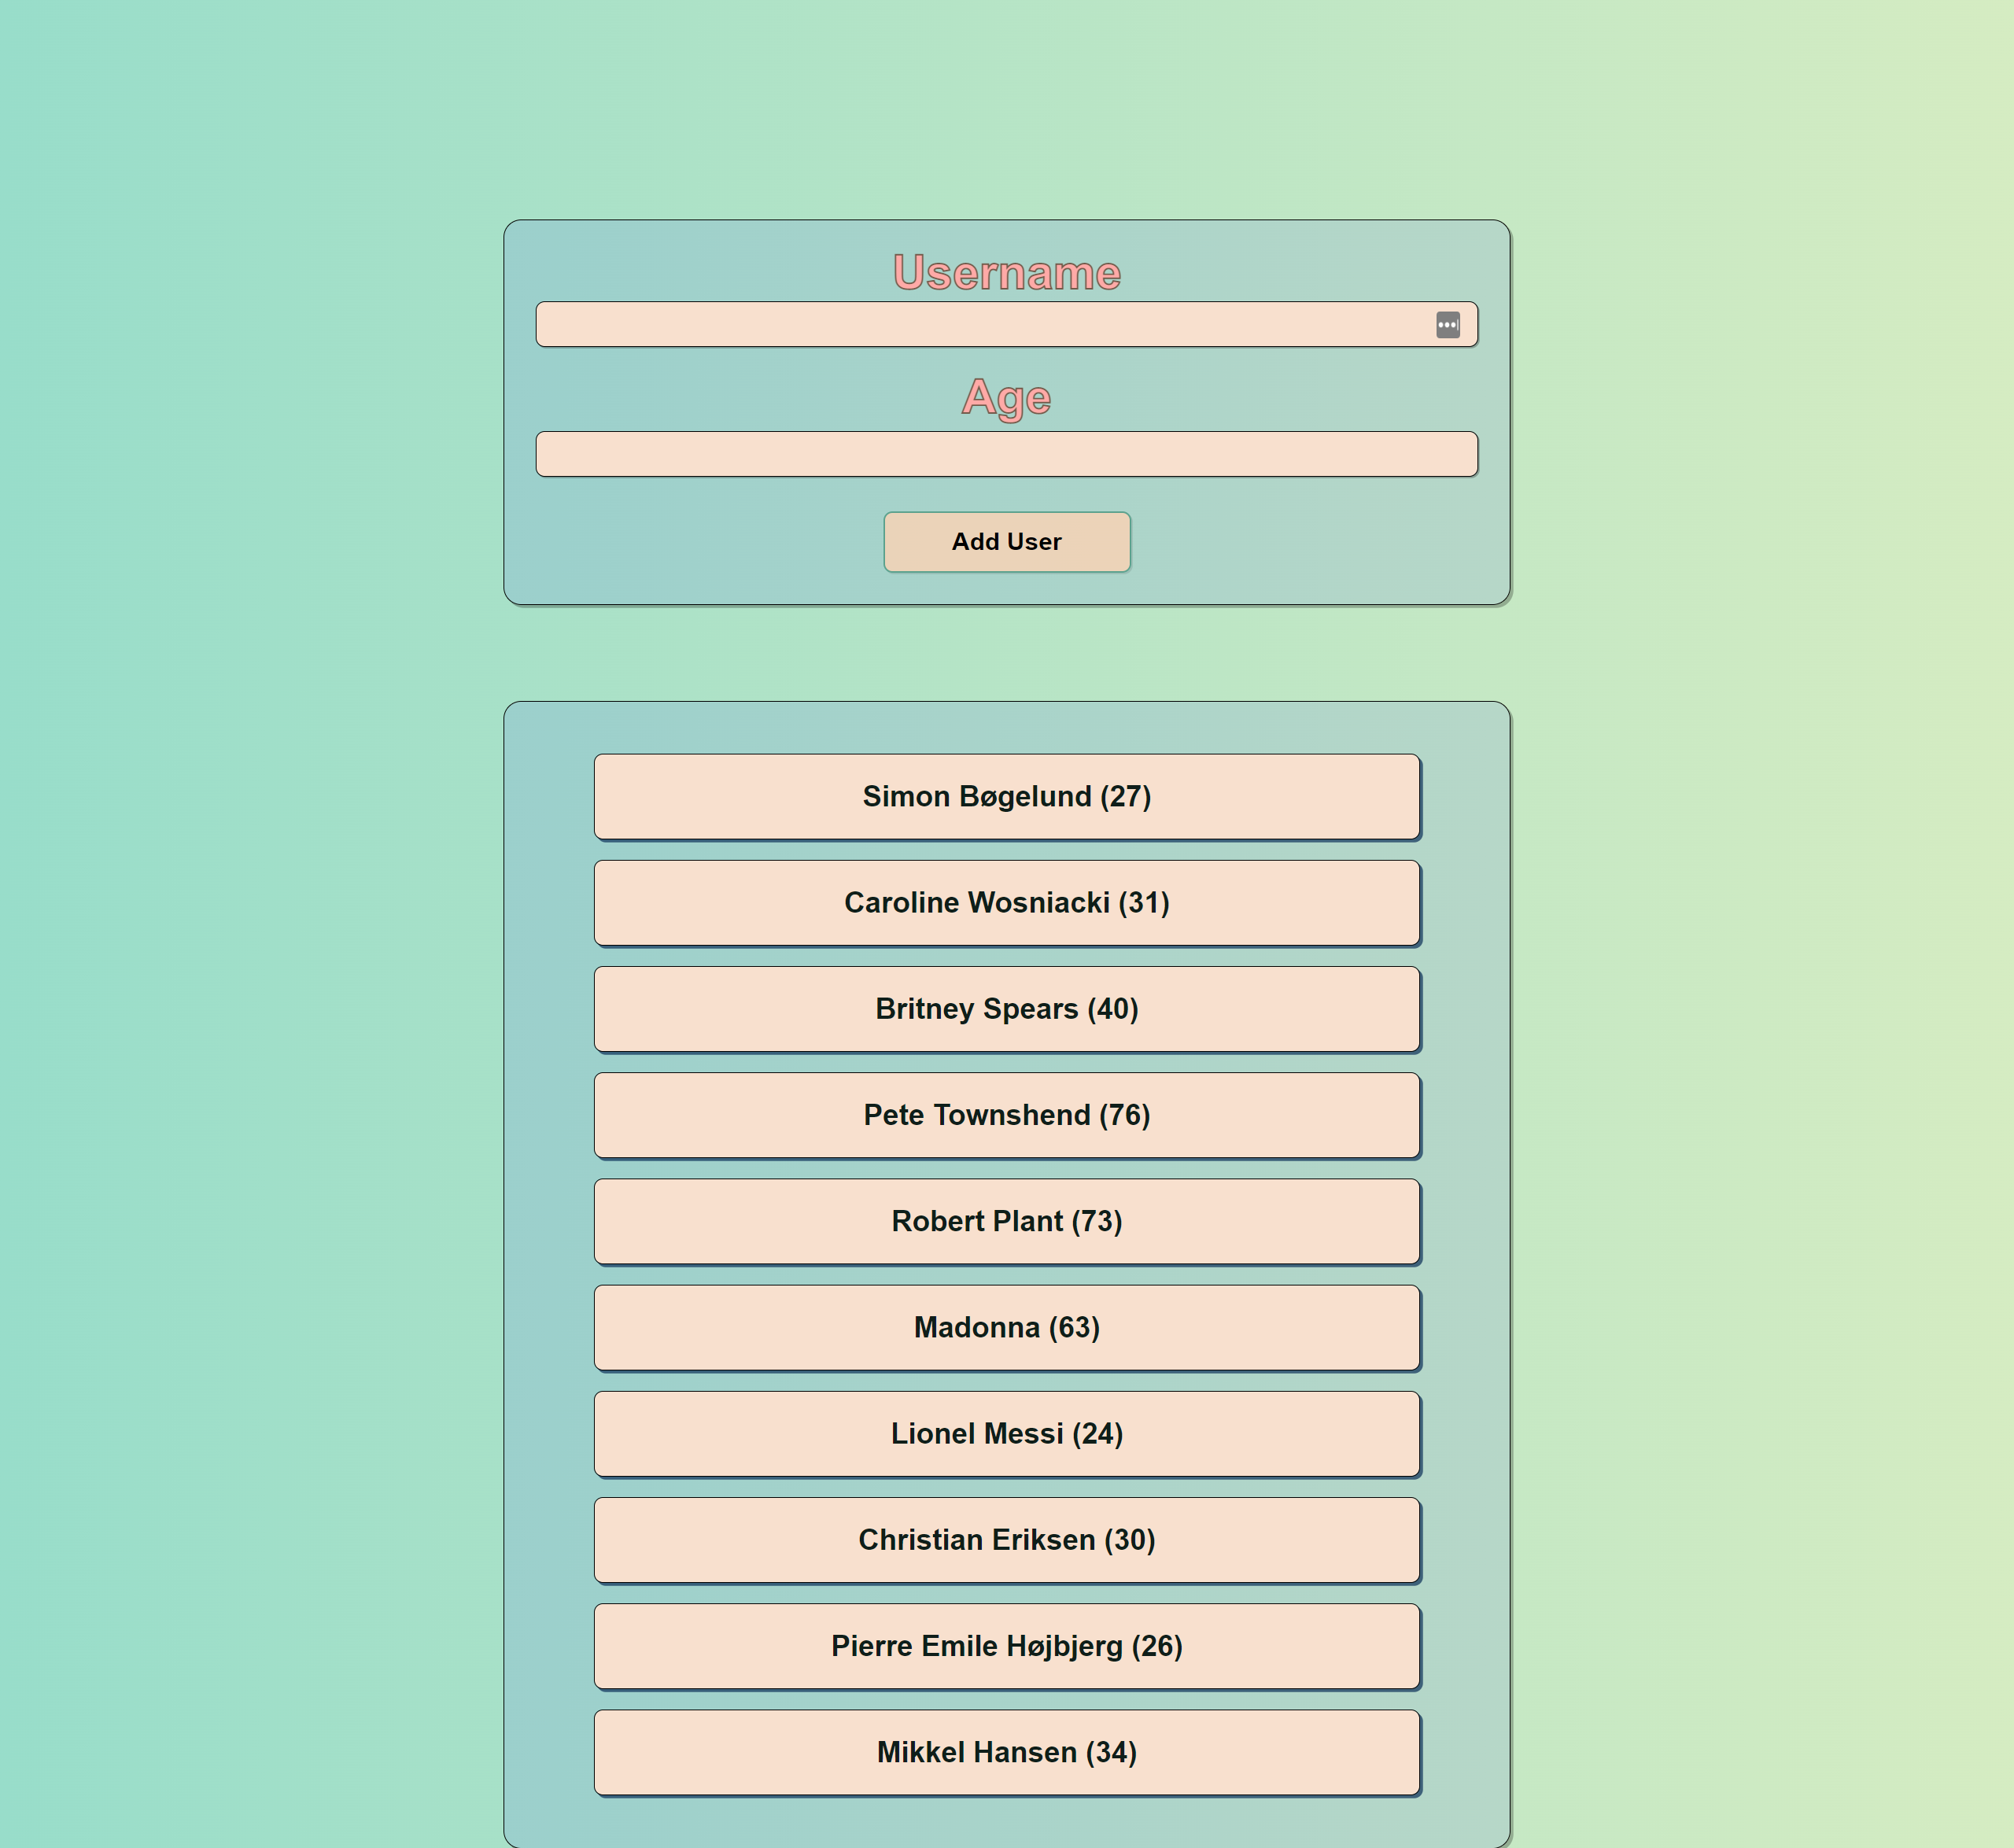 Username
Age
Add User
Simon Bøgelund (27)
Caroline Wosniacki (31)
Britney Spears (40)
Pete Townshend (76)
Robert Plant (73)
Madonna (63)
Lionel Messi (24)
Christian Eriksen (30)
Pierre Emile Højbjerg (26)
Mikkel Hansen (34)